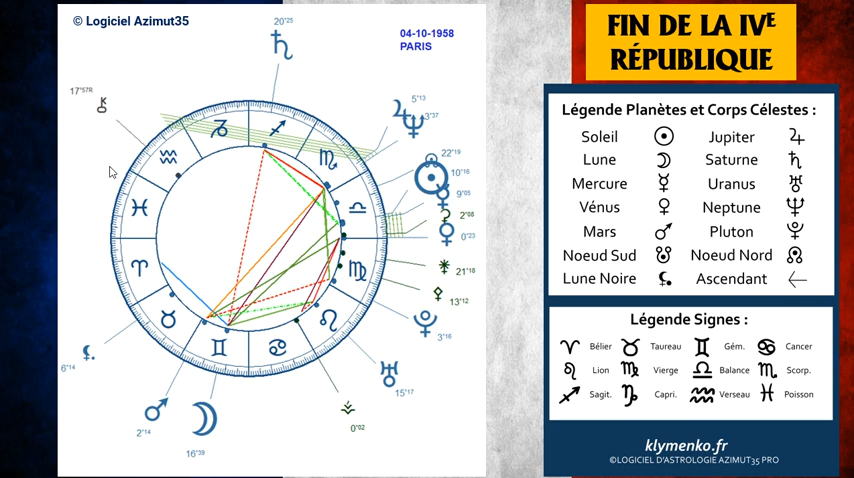 © Logiciel Azimut35
04-10-1958
PARIS
20°25
17°57R
5°13
3°37
22°19
10°16
9°05
2°08
0°23
21°18
13°12
3°16
15°17
0°02
16°39
2°14
6°14
FIN DE LA IVE
RÉPUBLIQUE
Légende Planètes et Corps Célestes :
Soleil Jupiter
Lune Saturne
Mercure Uranus
Vénus Neptune
Mars Pluton
Noeud Sud Noeud Nord
Lune Noire Ascendant
Légende Signes :
Bélier Taureau Gém. Cancer
Lion Vierge Balance Scorp.
Sagit. Capri. Verseau Poisson
klymenko.fr
©LOGICIEL D'ASTROLOGIE AZIMUT35 PRO